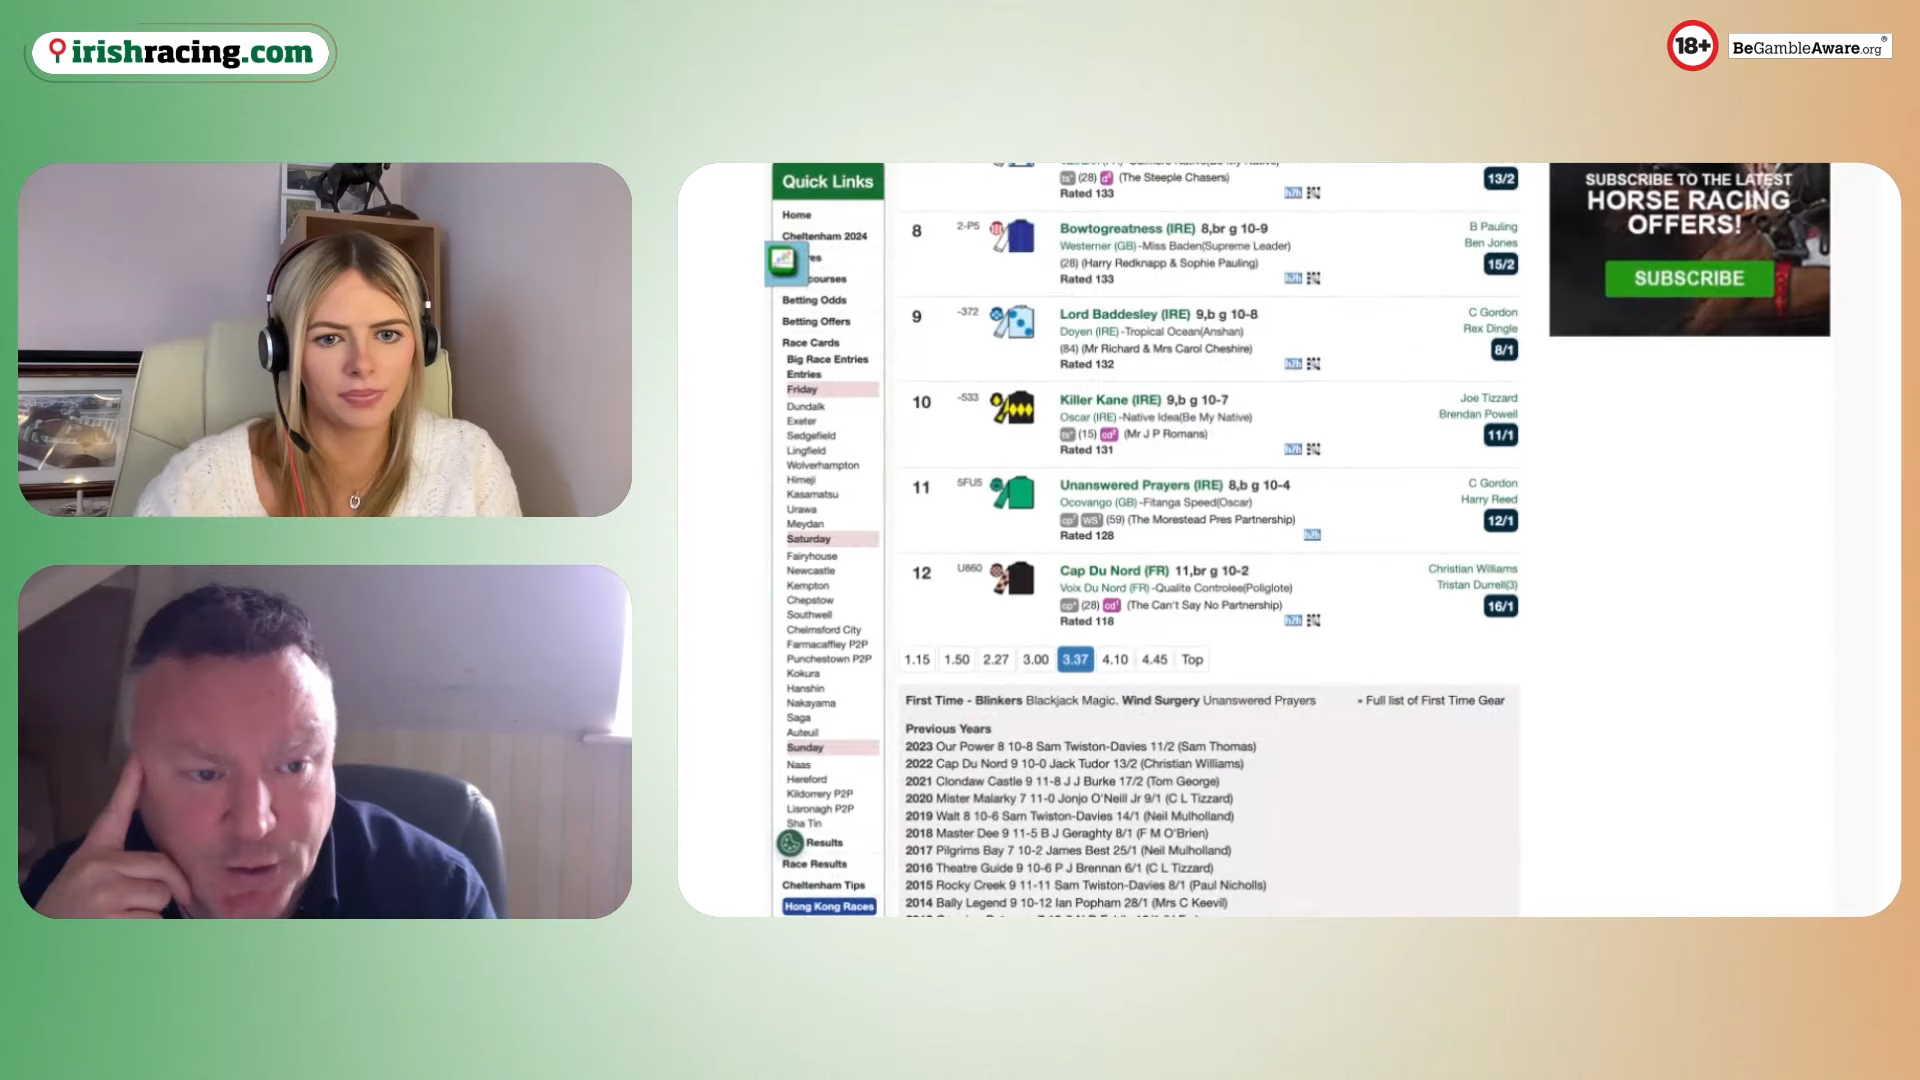 irishracing.com
18+
BeGambleAware.org®
Quick Links
Home
Cheltenham 2024
Betting Odds
Betting Offers
Race Cards
Big Race Entries
Entries
Friday
Dundalk
Exeter
Sedgefield
Lingfield
Wolverhampton
Himeji
Kasamatsu
Urawa
Meydan
Saturday
Fairyhouse
Newcastle
Kempton
Chepstow
Southwell
Chelmsford City
Farmacaffley P2P
Punchestown P2P
Kokura
Hanshin
Nakayama
Saga
Auteuil
Sunday
Naas
Hereford
Kildorrery P2P
Lisronagh P2P
Sha Tin
Results
Race Results
Cheltenham Tips
Hong Kong Races
(28) (The Steeple Chasers)
13/2
Rated 133
8 2-P5 Bowtogreatness (IRE) 8,br g 10-9 B Pauling
Westerner (GB) -Miss Baden(Supreme Leader) Ben Jones
(28) (Harry Redknapp & Sophie Pauling) 15/2
Rated 133 h2h
9 -372 Lord Baddesley (IRE) 9,b g 10-8 C Gordon
Doyen (IRE) -Tropical Ocean(Anshan) Rex Dingle
(84) (Mr Richard & Mrs Carol Cheshire) 8/1
Rated 132 h2h
10 -533 Killer Kane (IRE) 9,b g 10-7 Joe Tizzard
Oscar (IRE) -Native Idea(Be My Native) Brendan Powell
(15) (Mr J P Romans) 11/1
Rated 131 h2h
11 5FU5 Unanswered Prayers (IRE) 8,b g 10-4 C Gordon
Ocovango (GB) -Fitanga Speed(Oscar) Harry Reed
(59) (The Morestead Pres Partnership) 12/1
Rated 128 h2h
12 U860 Cap Du Nord (FR) 11,br g 10-2 Christian Williams
Voix Du Nord (FR) -Qualite Controlee(Poliglote) Tristan Durrell(3)
(28) (The Can't Say No Partnership) 16/1
Rated 118 h2h
1.15 1.50 2.27 3.00 3.37 4.10 4.45 Top
First Time - Blinkers Blackjack Magic. Wind Surgery Unanswered Prayers » Full list of First Time Gear
Previous Years
2023 Our Power 8 10-8 Sam Twiston-Davies 11/2 (Sam Thomas)
2022 Cap Du Nord 9 10-0 Jack Tudor 13/2 (Christian Williams)
2021 Clondaw Castle 9 11-8 J J Burke 17/2 (Tom George)
2020 Mister Malarky 7 11-0 Jonjo O'Neill Jr 9/1 (C L Tizzard)
2019 Walt 8 10-6 Sam Twiston-Davies 14/1 (Neil Mulholland)
2018 Master Dee 9 11-5 B J Geraghty 8/1 (F M O'Brien)
2017 Pilgrims Bay 7 10-2 James Best 25/1 (Neil Mulholland)
2016 Theatre Guide 9 10-6 P J Brennan 6/1 (C L Tizzard)
2015 Rocky Creek 9 11-11 Sam Twiston-Davies 8/1 (Paul Nicholls)
2014 Bally Legend 9 10-12 Ian Popham 28/1 (Mrs C Keevil)
SUBSCRIBE TO THE LATEST
HORSE RACING
OFFERS!
SUBSCRIBE